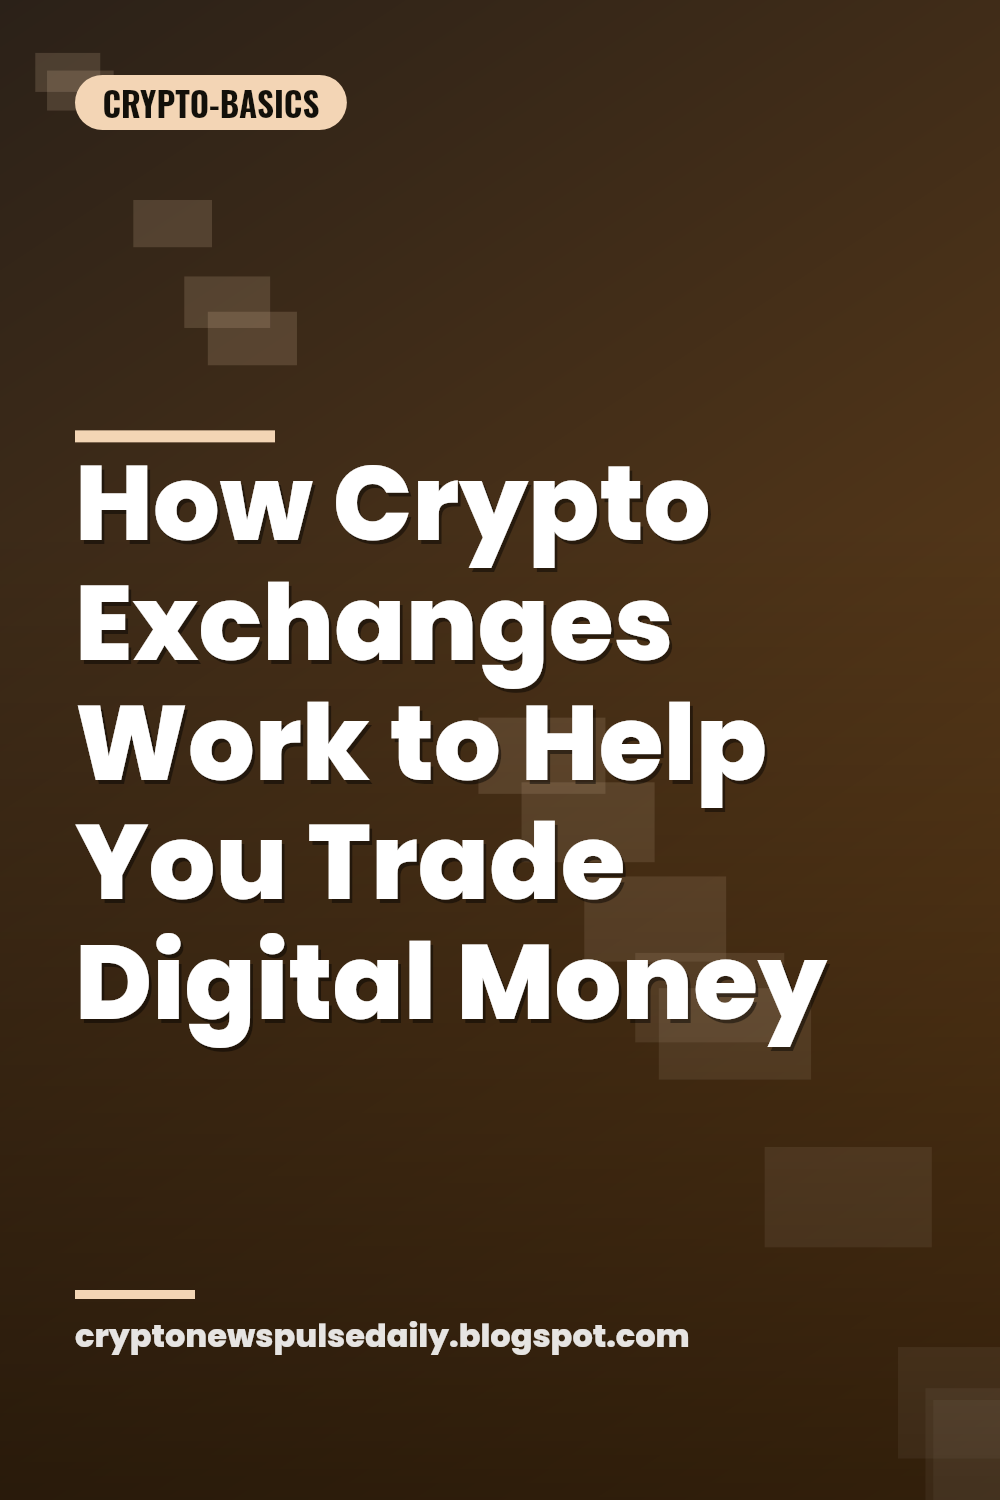 CRYPTO-BASICS
How Crypto
Exchanges
Work to Help
You Trade
Digital Money
cryptonewspulsedaily.blogspot.com